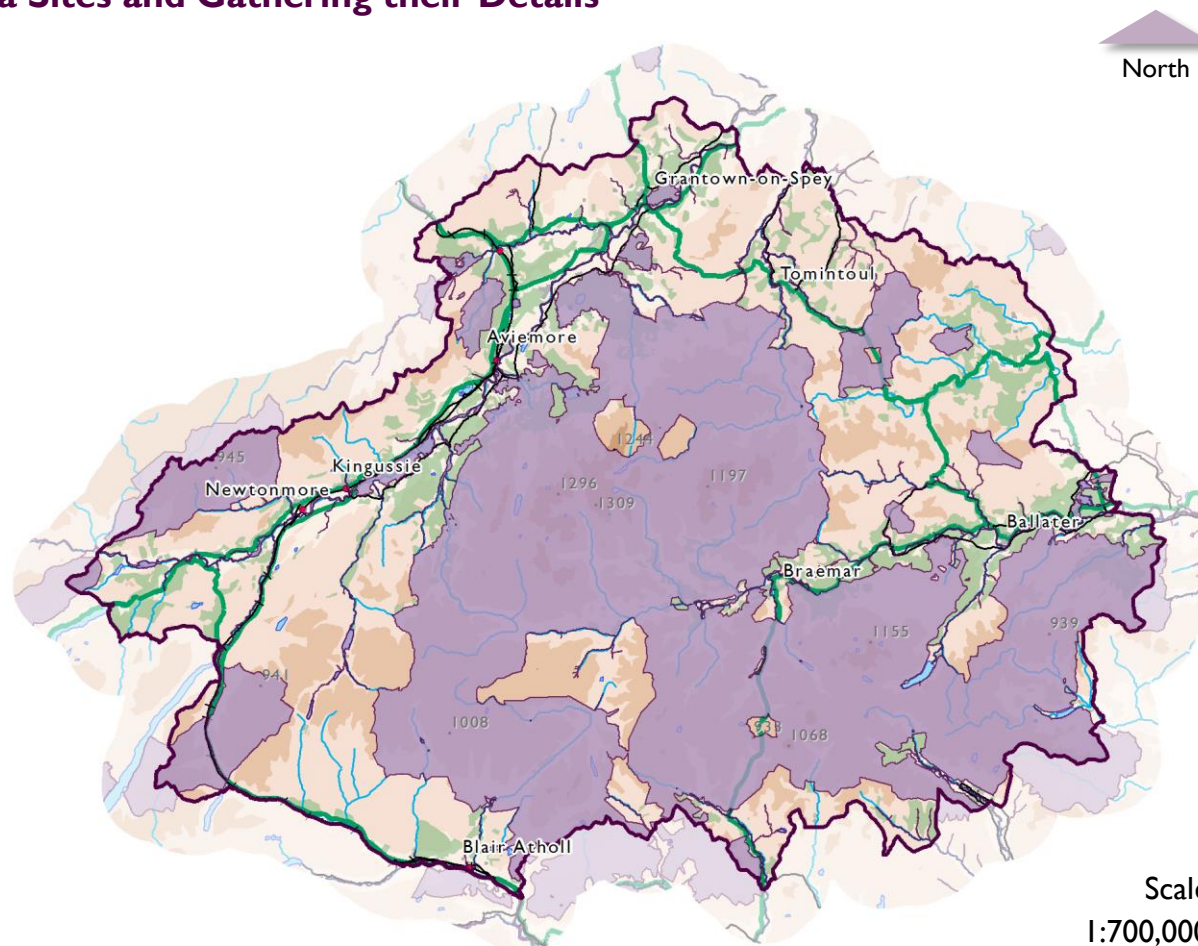 a Sites and Gathering their Details
North
Grantown-on-Spey
Tomintoul
Aviemore
1244
945
Kingussie
1296
1197
Newtonmore
1309
Ballater
Braemar
1155
939
941
1008
1068
Blair Atholl
Scale
1:700,000